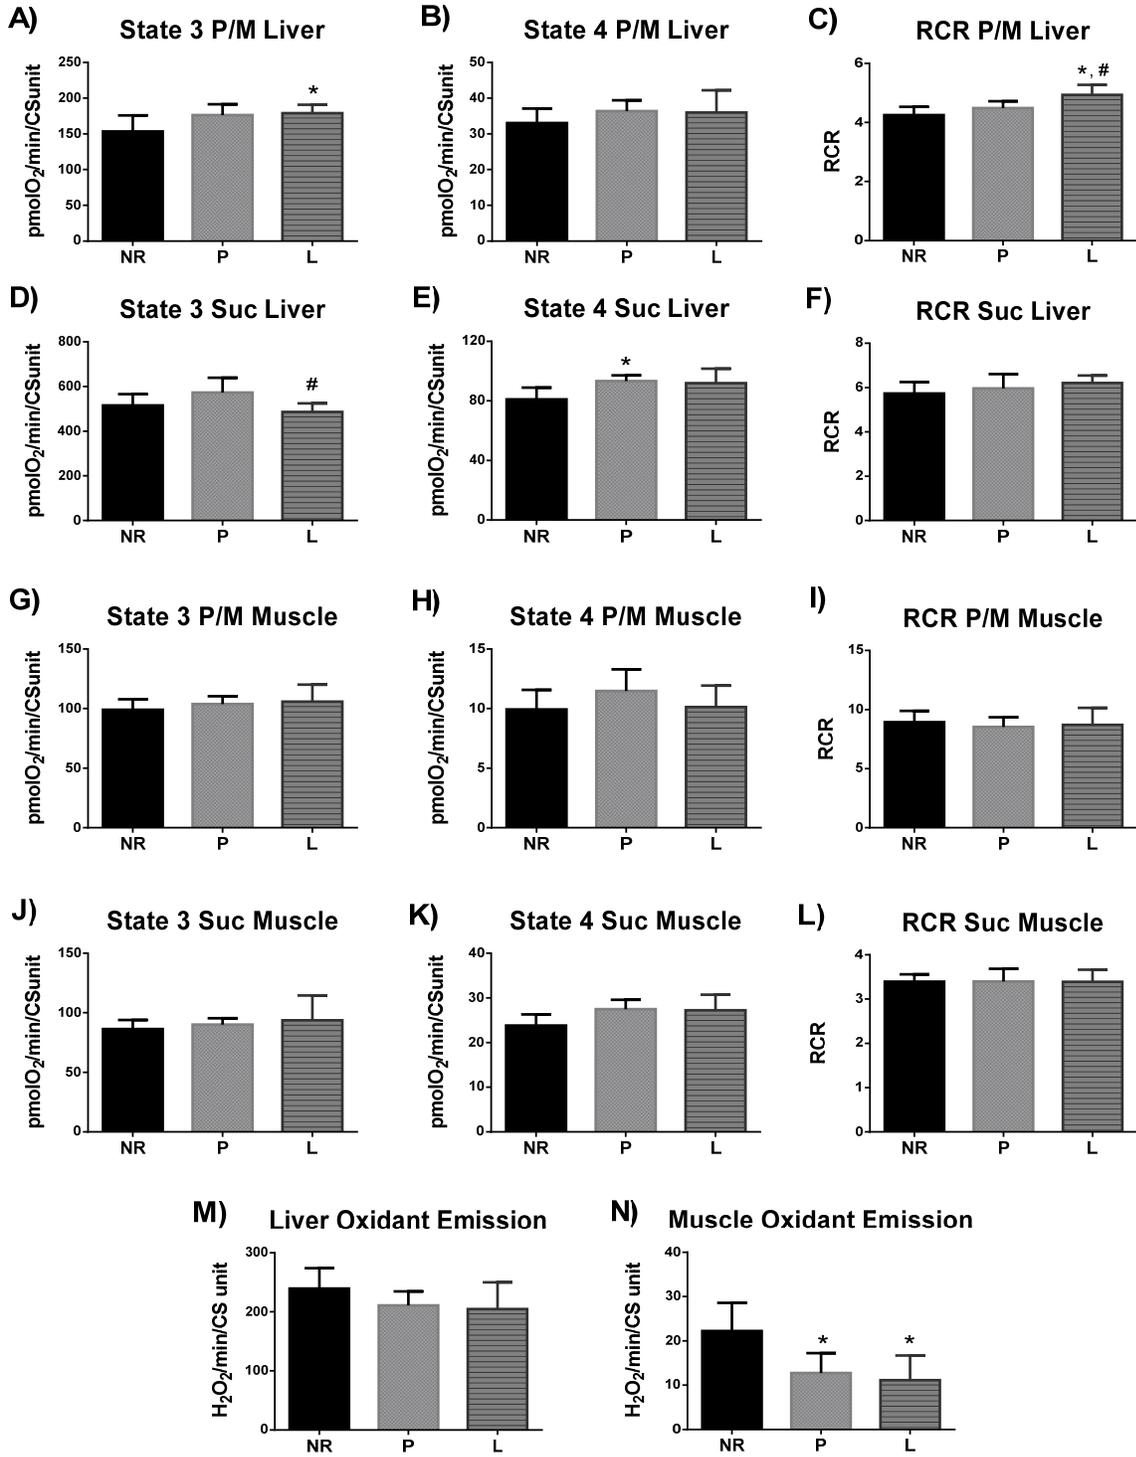 A)
State 3 P/M Liver
pmolO2/min/CSunit
250
200
150
100
50
0
*
NR P L
B)
State 4 P/M Liver
pmolO2/min/CSunit
50
40
30
20
10
0
NR P L
C)
RCR P/M Liver
RCR
6
4
2
0
*, #
NR P L
D)
State 3 Suc Liver
pmolO2/min/CSunit
800
600
400
200
0
#
NR P L
E)
State 4 Suc Liver
pmolO2/min/CSunit
120
80
40
0
*
NR P L
F)
RCR Suc Liver
RCR
8
6
4
2
0
NR P L
G)
State 3 P/M Muscle
pmolO2/min/CSunit
150
100
50
0
NR P L
H)
State 4 P/M Muscle
pmolO2/min/CSunit
15
10
5
0
NR P L
I)
RCR P/M Muscle
RCR
15
10
5
0
NR P L
J)
State 3 Suc Muscle
pmolO2/min/CSunit
150
100
50
0
NR P L
K)
State 4 Suc Muscle
pmolO2/min/CSunit
40
30
20
10
0
NR P L
L)
RCR Suc Muscle
RCR
4
3
2
1
0
NR P L
M)
Liver Oxidant Emission
H2O2/min/CS unit
300
200
100
0
NR P L
N)
Muscle Oxidant Emission
H2O2/min/CS unit
40
30
20
10
0
* *
NR P L